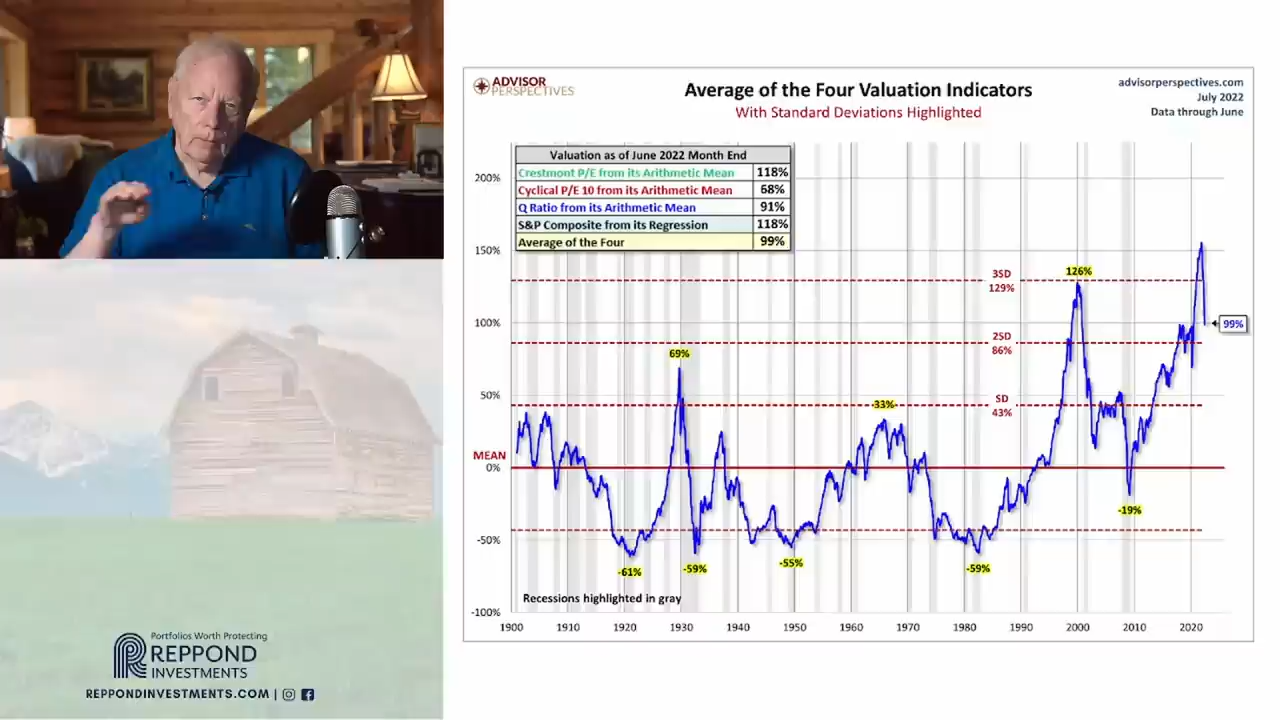 Portfolios Worth Protecting
REPPOND
INVESTMENTS
REPPONDINVESTMENTS.COM |
ADVISOR
PERSPECTIVES
Average of the Four Valuation Indicators
With Standard Deviations Highlighted
advisorperspectives.com
July 2022
Data through June
Valuation as of June 2022 Month End
Crestmont P/E from its Arithmetic Mean 118%
Cyclical P/E 10 from its Arithmetic Mean 68%
Q Ratio from its Arithmetic Mean 91%
S&P Composite from its Regression 118%
Average of the Four 99%
200%
150%
100%
50%
MEAN
0%
-50%
-100%
3SD
129%
2SD
86%
SD
43%
126%
99%
69%
33%
-19%
-61%
-59%
-55%
-59%
Recessions highlighted in gray
1900 1910 1920 1930 1940 1950 1960 1970 1980 1990 2000 2010 2020